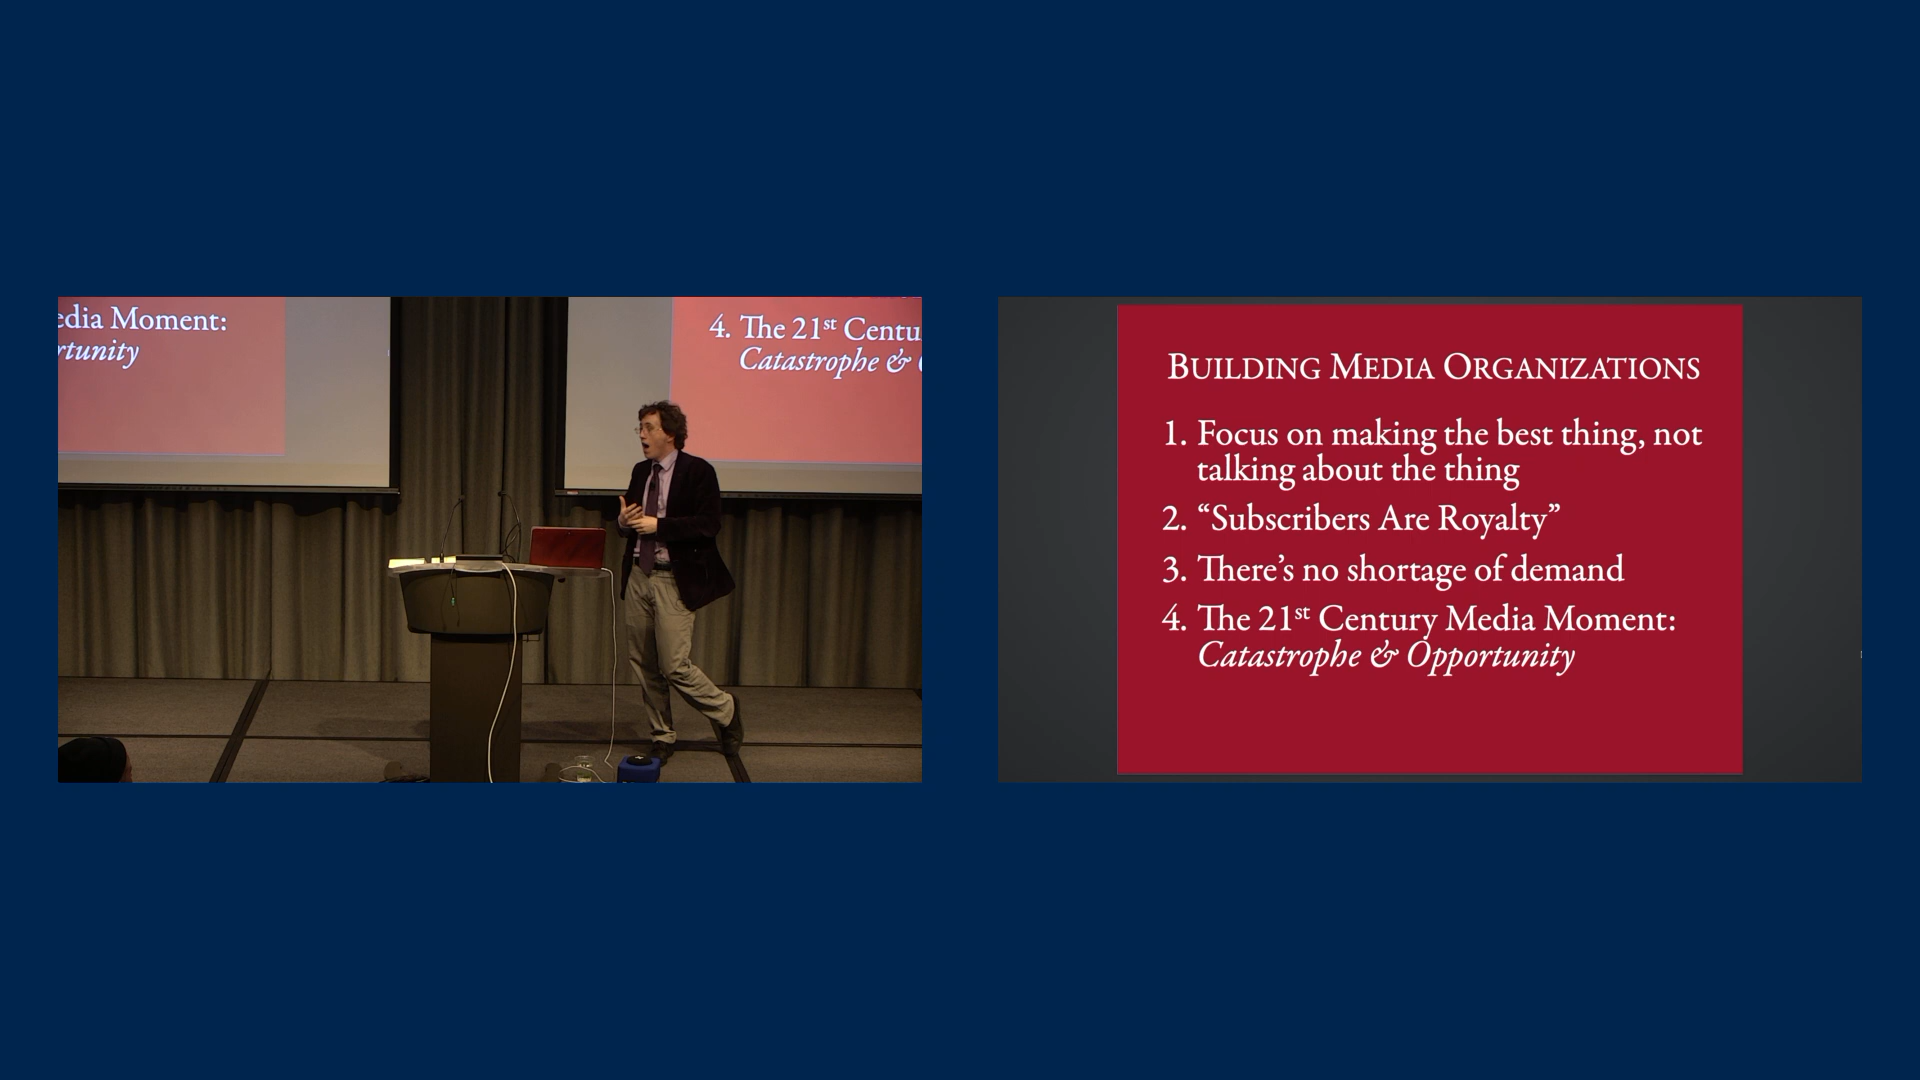 edia Moment:
rtunity
4. The 21st Centu
Catastrophe &
BUILDING MEDIA ORGANIZATIONS
1. Focus on making the best thing, not
talking about the thing
2. “Subscribers Are Royalty”
3. There’s no shortage of demand
4. The 21st Century Media Moment:
Catastrophe & Opportunity